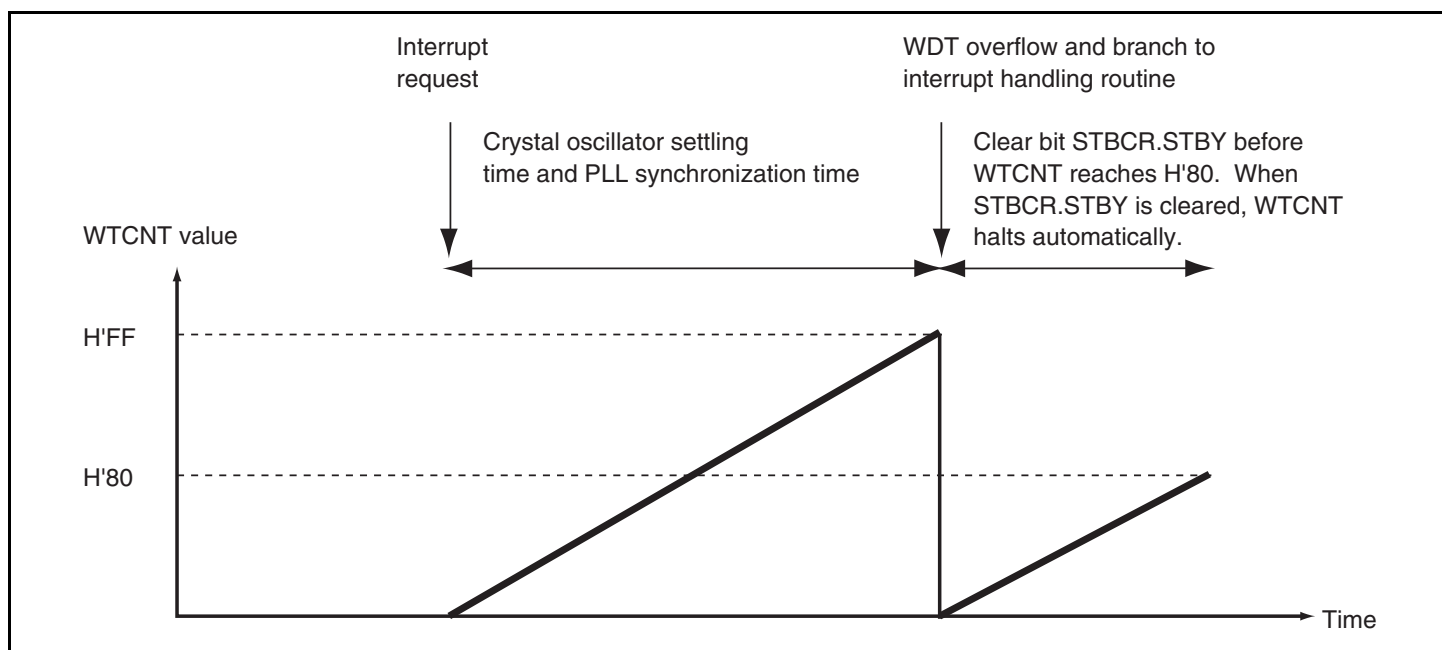 Interrupt
request
WDT overflow and branch to
interrupt handling routine
Crystal oscillator settling
time and PLL synchronization time
Clear bit STBCR.STBY before
WTCNT reaches H'80.  When
STBCR.STBY is cleared, WTCNT
halts automatically.
WTCNT value
H'FF
H'80
Time